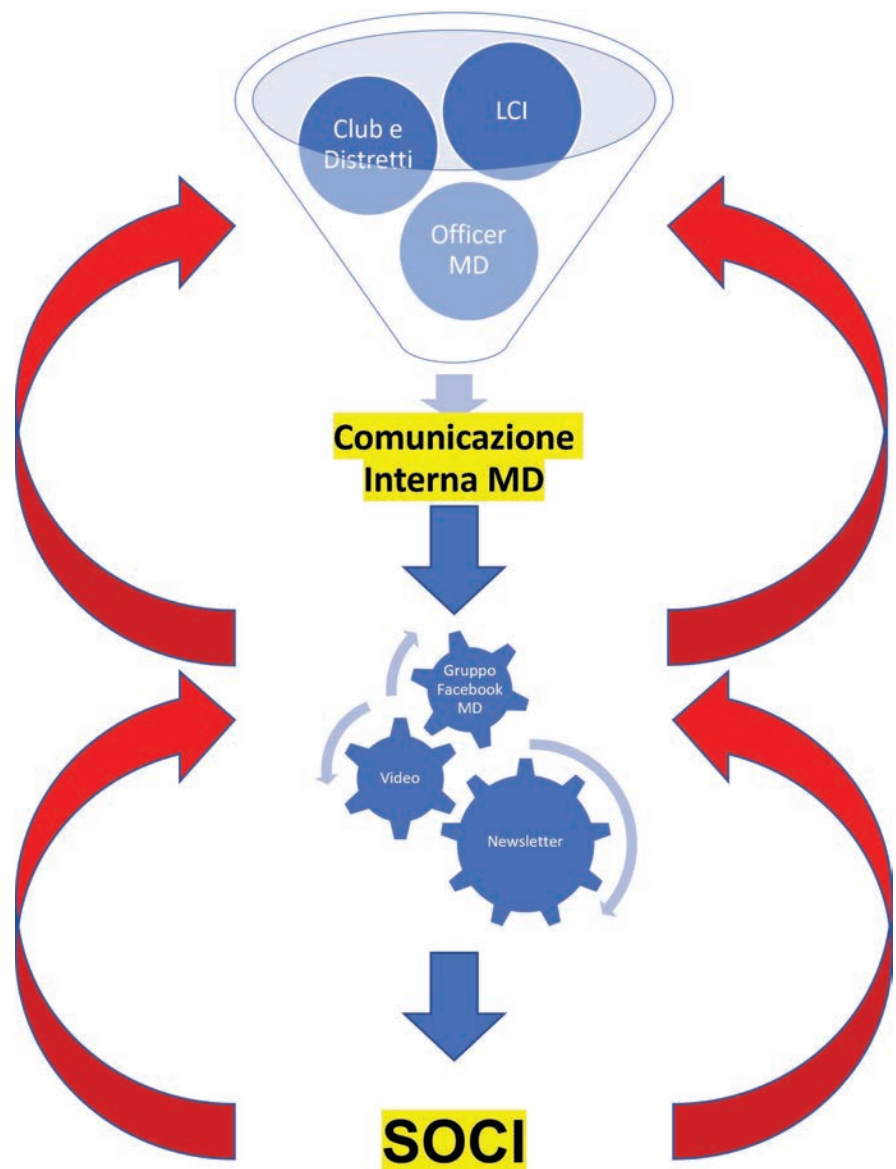 LCI
Club e
Distretti
Officer
MD
Comunicazione
Interna MD
Gruppo
Facebook
MD
Video
Newsletter
SOCI